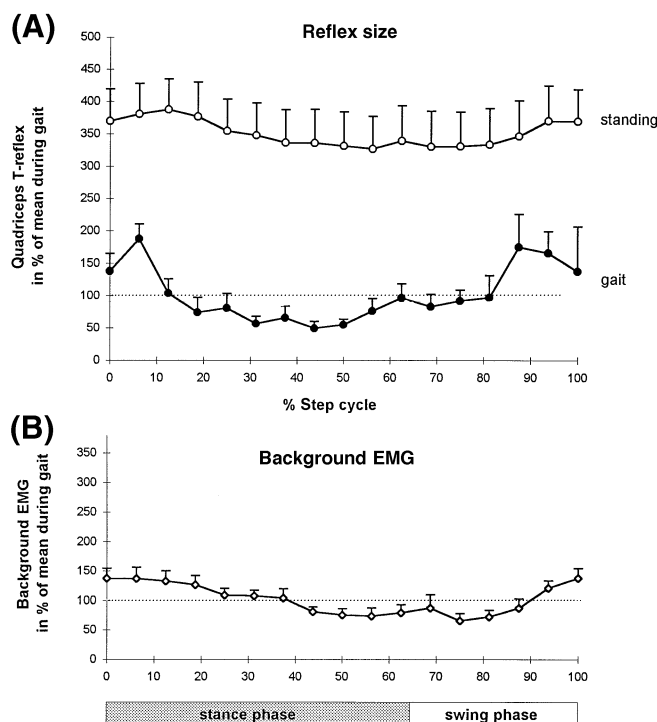 (A)
Reflex size
Quadriceps T-reflex
in % of mean during gait
500
450
400
350
300
250
200
150
100
50
0
standing
gait
0 10 20 30 40 50 60 70 80 90 100
% Step cycle
(B)
Background EMG
Background EMG
in % of mean during gait
350
300
250
200
150
100
50
0
0 10 20 30 40 50 60 70 80 90 100
stance phase swing phase